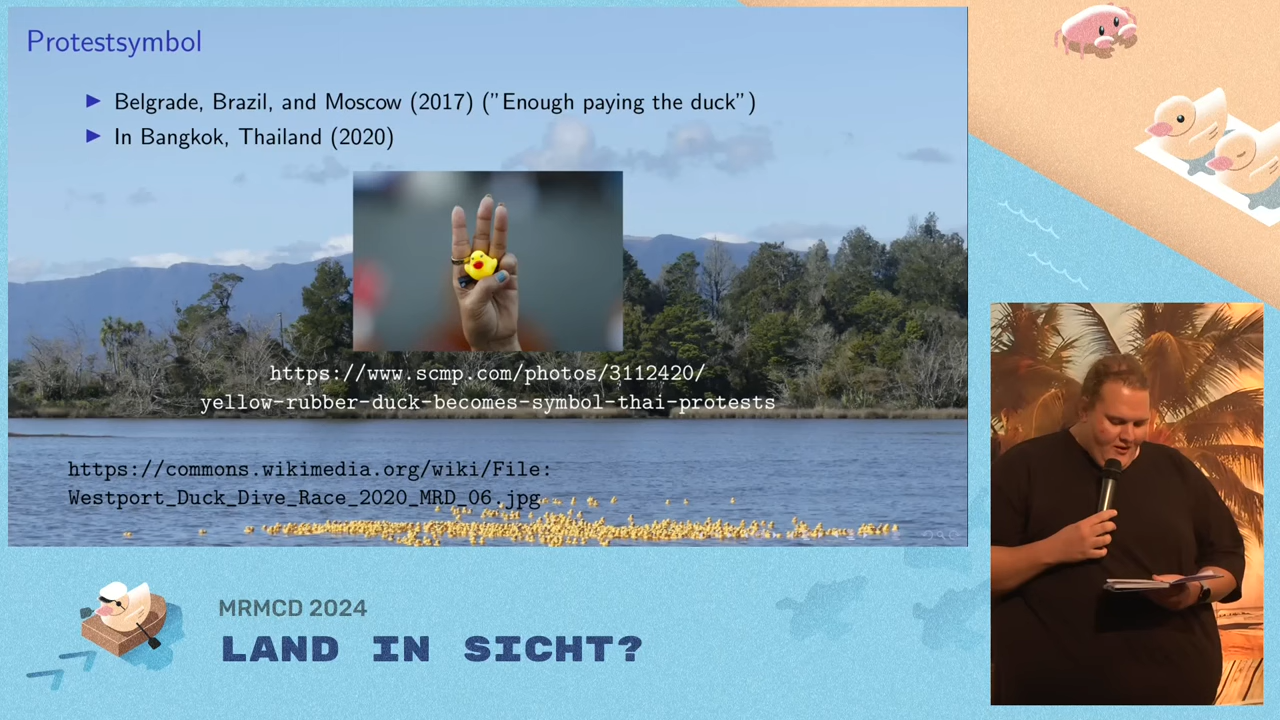 Protestsymbol
Belgrade, Brazil, and Moscow (2017) ("Enough paying the duck")
In Bangkok, Thailand (2020)
https://www.scmp.com/photos/3112420/
yellow-rubber-duck-becomes-symbol-thai-protests
https://commons.wikimedia.org/wiki/File:
Westport_Duck_Dive_Race_2020_MRD_06.jpg
MRMCD 2024
LAND IN SICHT?